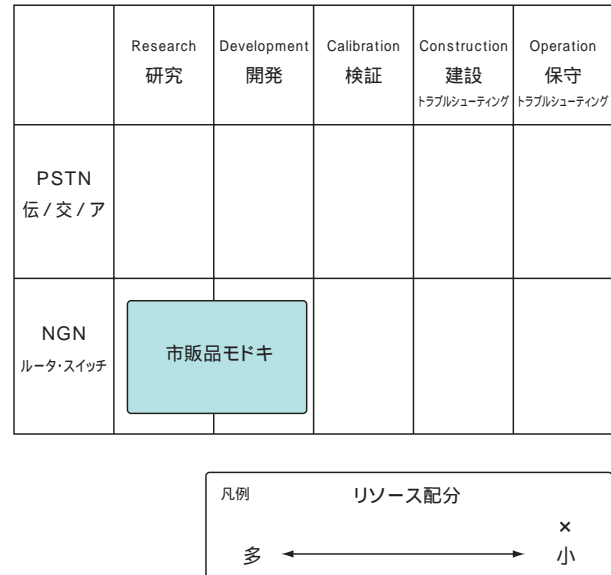 Research
研究
Development
開発
Calibration
検証
Construction
建設
トラブルシューティング
Operation
保守
トラブルシューティング
PSTN
伝/交/ア
NGN
ルータ・スイッチ
市販品モドキ
凡例
リソース配分
×
多
小